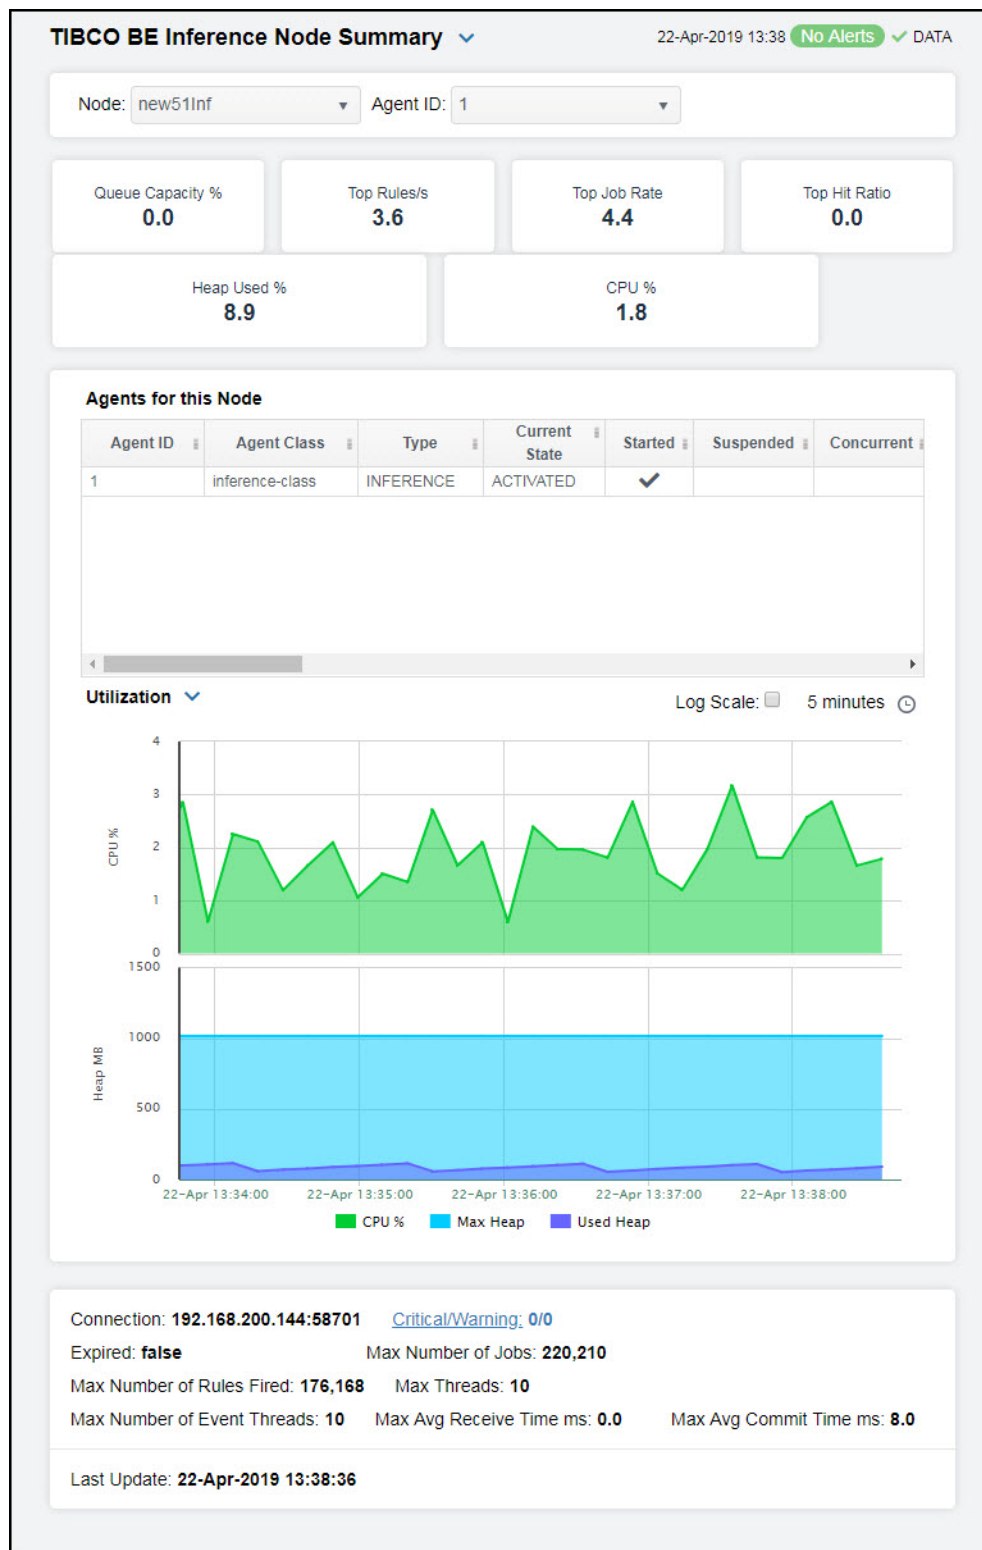 TIBCO BE Inference Node Summary
22-Apr-2019 13:38 No Alerts DATA
Node: new51Inf Agent ID: 1
Queue Capacity % Top Rules/s Top Job Rate Top Hit Ratio
0.0 3.6 4.4 0.0
Heap Used % CPU %
8.9 1.8
Agents for this Node
Agent ID Agent Class Type Current State Started Suspended Concurrent
1 inference-class INFERENCE ACTIVATED
Utilization Log Scale: 5 minutes
4
3
2
1
0
CPU %
1500
1000
500
0
Heap MB
22-Apr 13:34:00 22-Apr 13:35:00 22-Apr 13:36:00 22-Apr 13:37:00 22-Apr 13:38:00
CPU % Max Heap Used Heap
Connection: 192.168.200.144:58701 Critical/Warning: 0/0
Expired: false Max Number of Jobs: 220,210
Max Number of Rules Fired: 176,168 Max Threads: 10
Max Number of Event Threads: 10 Max Avg Receive Time ms: 0.0 Max Avg Commit Time ms: 8.0
Last Update: 22-Apr-2019 13:38:36